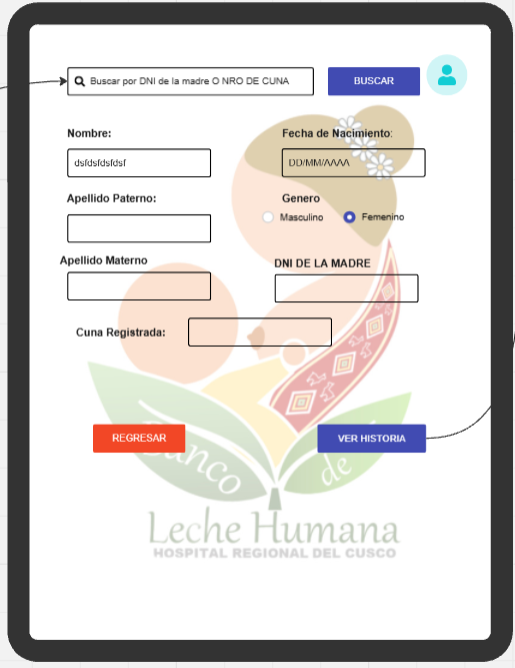 Buscar por DNI de la madre O NRO DE CUNA
BUSCAR
Nombre:
Fecha de Nacimiento:
dsfdsfdsfdsf
DD/MM/AAAA
Apellido Paterno:
Genero
Masculino
Femenino
Apellido Materno
DNI DE LA MADRE
Cuna Registrada:
REGRESAR
VER HISTORIA
Banco
de
Leche Humana
HOSPITAL REGIONAL DEL CUSCO